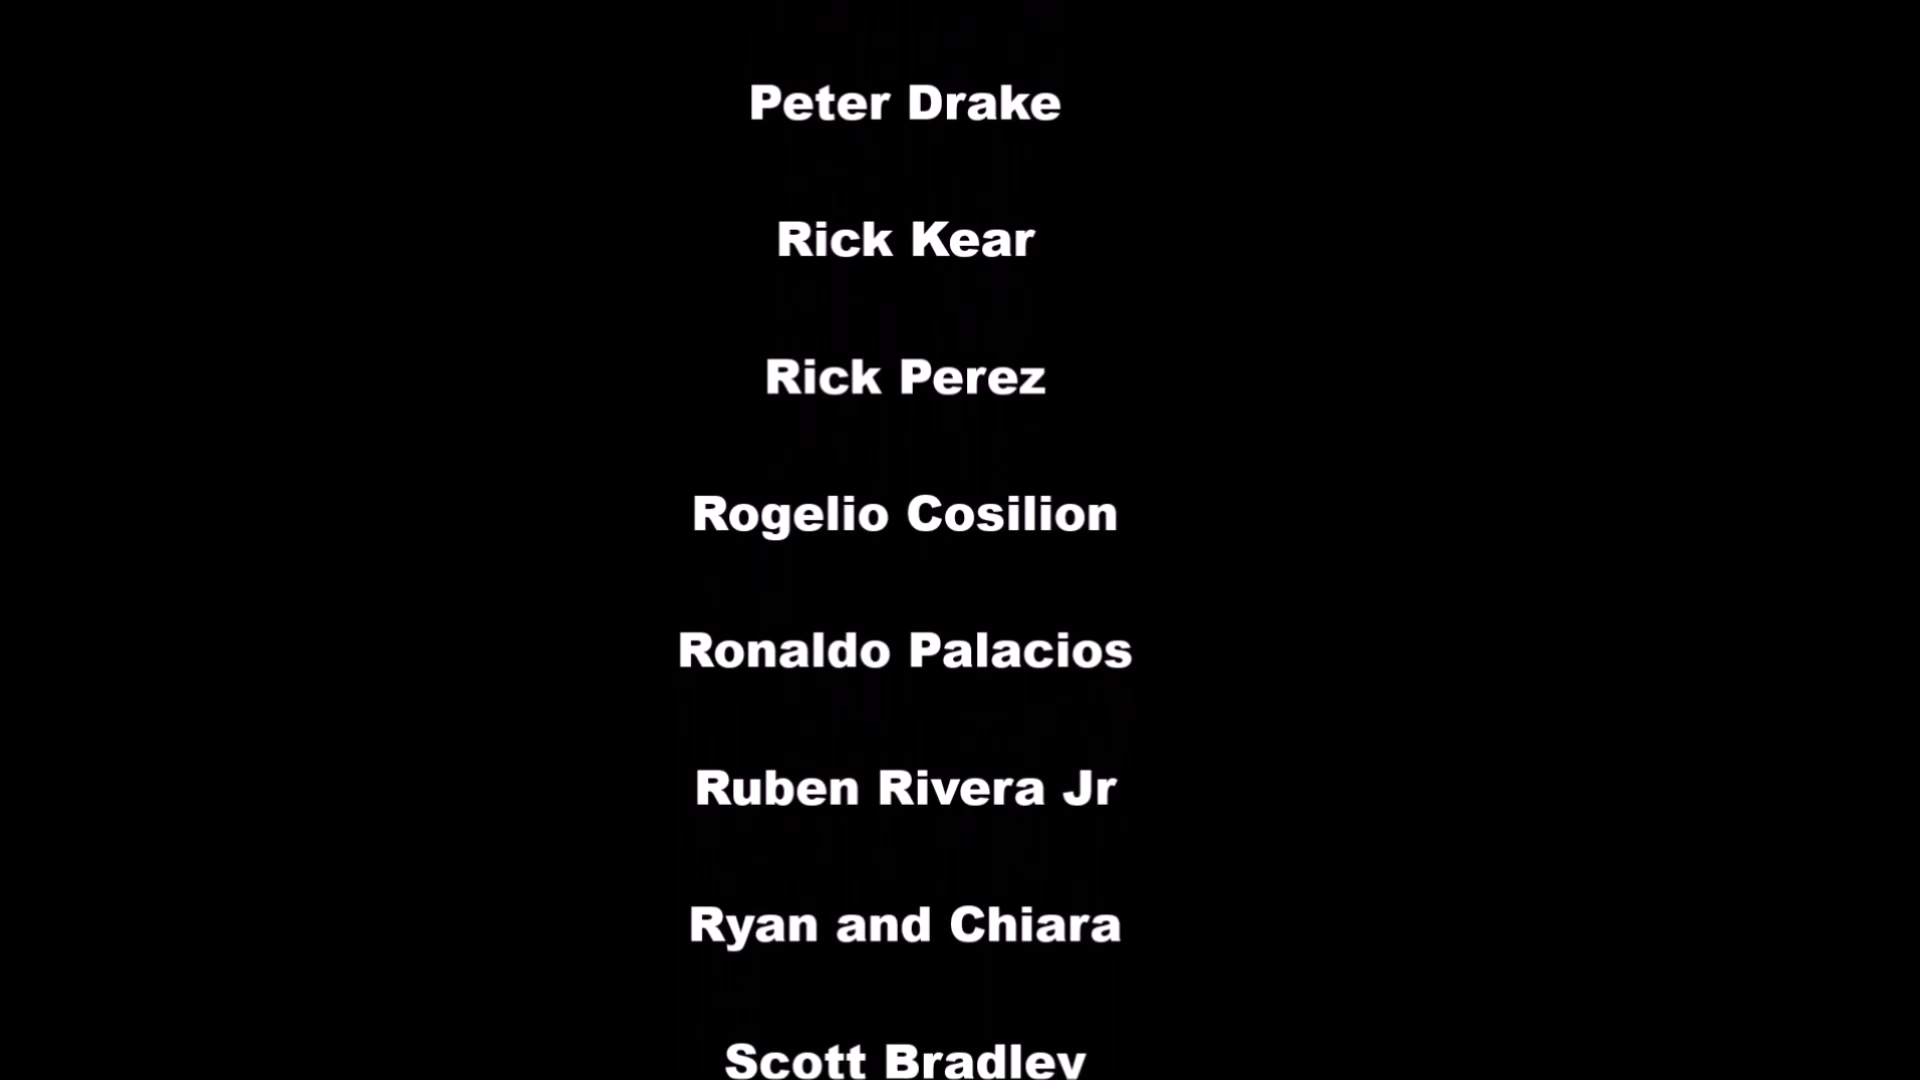 Peter Drake
Rick Kear
Rick Perez
Rogelio Cosilion
Ronaldo Palacios
Ruben Rivera Jr
Ryan and Chiara
Scott Bradley